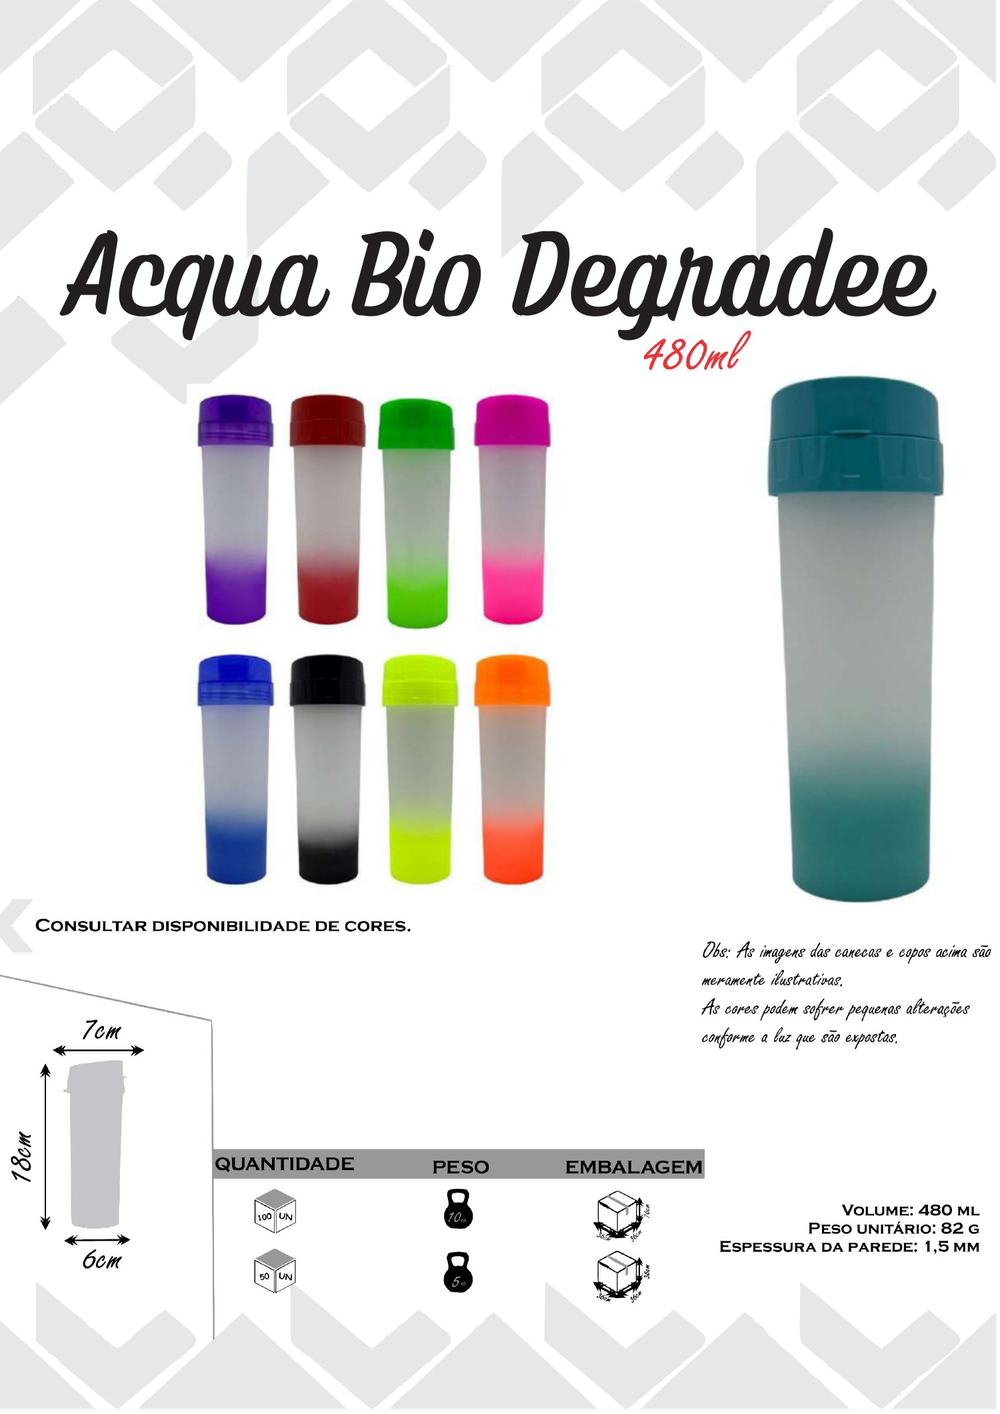 Acqua Bio Degradee
480ml
CONSULTAR DISPONIBILIDADE DE CORES.
Obs: As imagens das canecas e copos acima são
meramente ilustrativas.
As cores podem sofrer pequenas alterações
conforme a luz que são expostas.
7cm
18cm
6cm
QUANTIDADE PESO EMBALAGEM
100 UN 10
50 UN 5
VOLUME: 480 ML
PESO UNITÁRIO: 82 G
ESPESSURA DA PAREDE: 1,5 MM